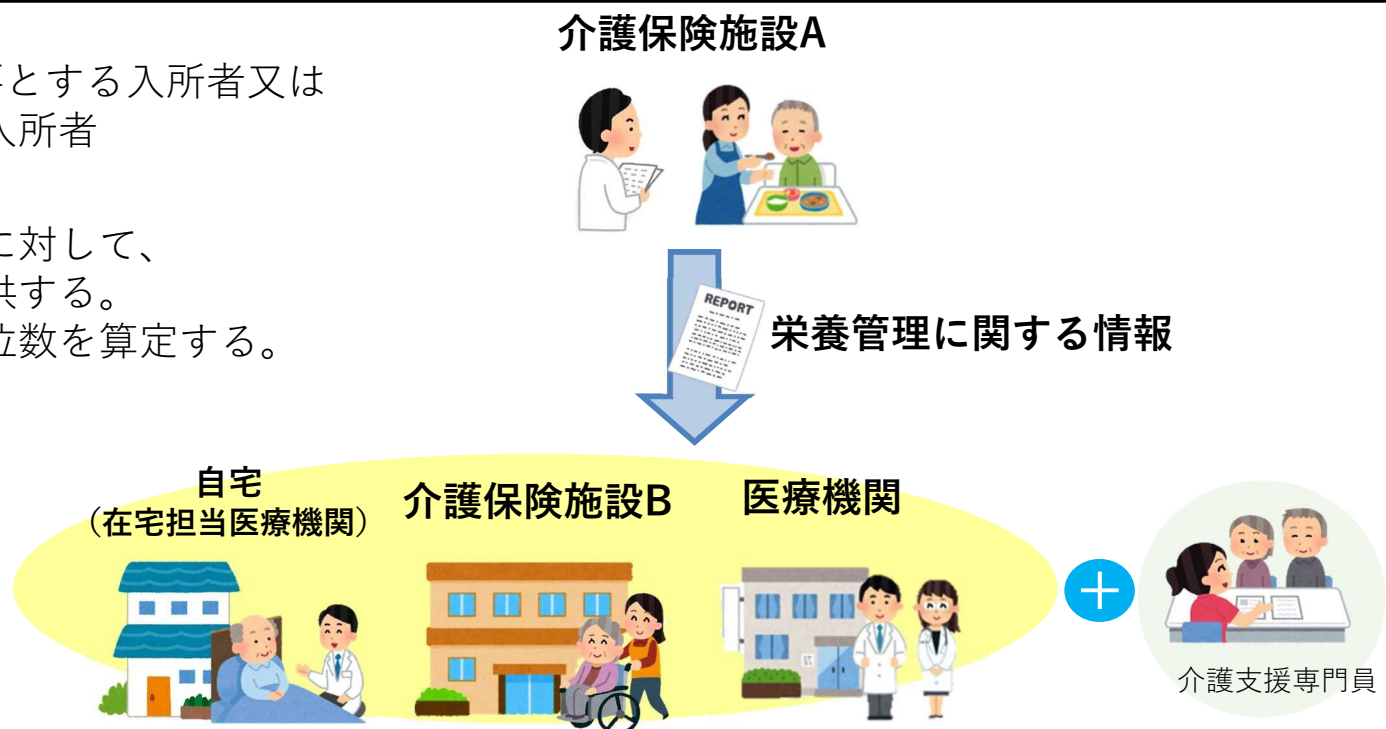 介護保険施設A
とする入所者又は
入所者
に対して、
供する。
位数を算定する。
REPORT
栄養管理に関する情報
自宅
（在宅担当医療機関）
介護保険施設B
医療機関
＋
介護支援専門員